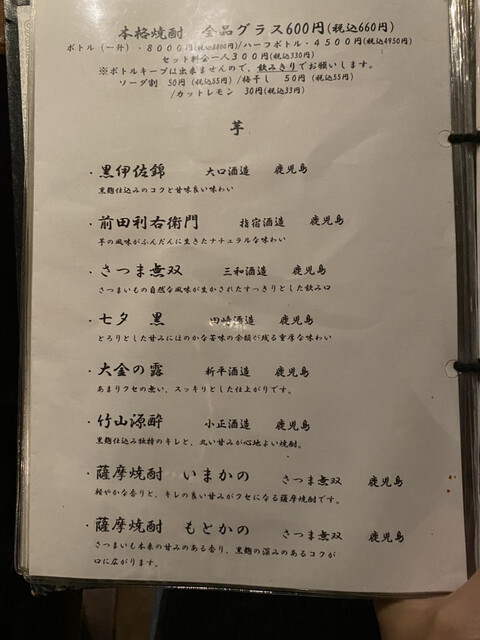 本格焼酎　全品グラス600円(税込660円)
ボトル(一升)・8000円(税込8800円)/ハーフボトル・4500円(税込4950円)
セット料金一人300円(税込330円)
※ボトルキープは出来ませんので、飲みきりでお願いします。
ソーダ割　50円(税込55円)/梅干し　50円(税込55円)
/カットレモン　30円(税込33円)
芋
・黒伊佐錦　大口酒造　鹿児島
黒麹仕込みのコクと甘味良い味わい
・前田利右衛門　指宿酒造　鹿児島
芋の風味がふんだんに生きたナチュラルな味わい
・さつま無双　三和酒造　鹿児島
さつまいもの自然な風味が生かされたすっきりとした飲み口
・七夕　黒　田崎酒造　鹿児島
とろりとした甘みにほのかな苦味の余韻が残る重厚な味わい
・大金の露　新平酒造　鹿児島
あまりクセの無い、スッキリとした仕上がりです。
・竹山源酔　小正酒造　鹿児島
黒麹仕込み独特のキレと、丸い甘みが心地よい焼酎。
・薩摩焼酎　いまかの　さつま無双　鹿児島
軽やかな香りと、キレの良い甘みがクセになる薩摩焼酎です。
・薩摩焼酎　もとかの　さつま無双　鹿児島
さつまいも本来の甘みのある香り、黒麹の深みのあるコクが
口に広がります。